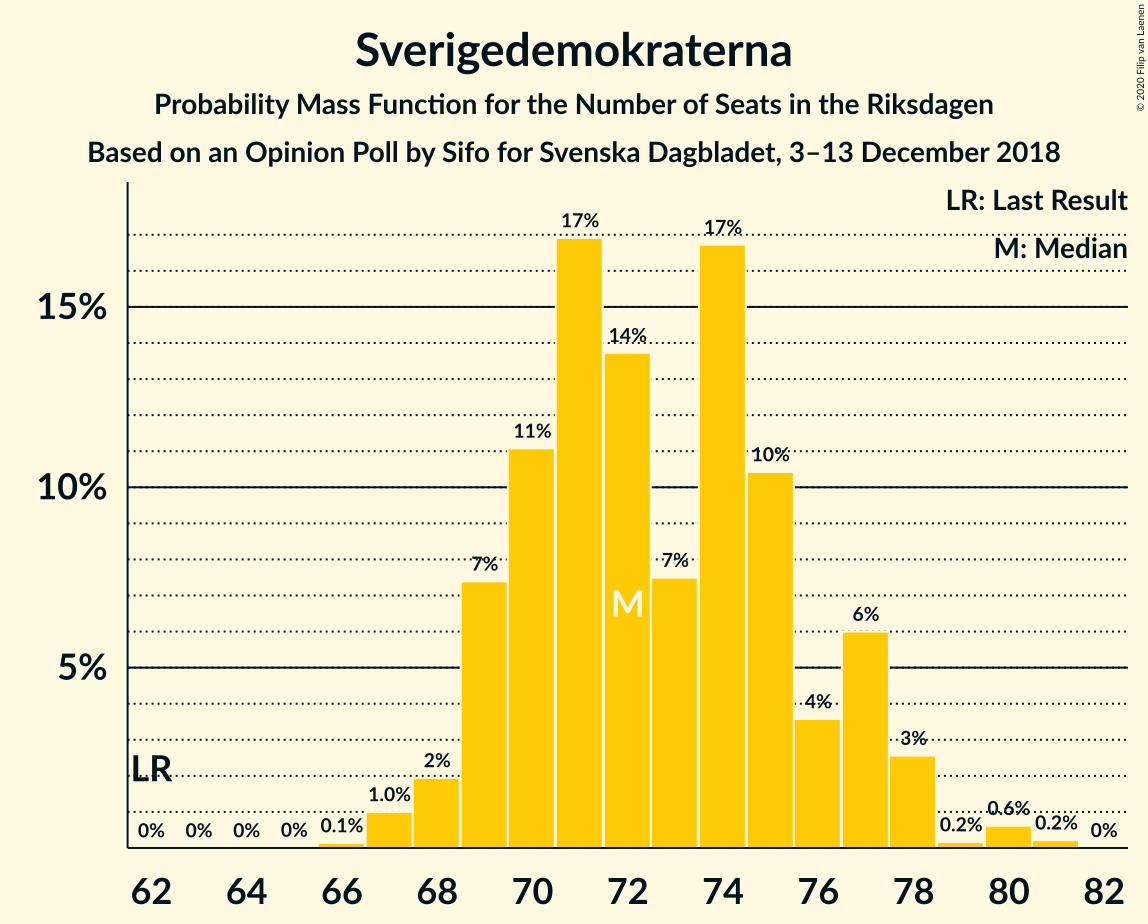 Sverigedemokraterna
Probability Mass Function for the Number of Seats in the Riksdagen
Based on an Opinion Poll by Sifo for Svenska Dagbladet, 3–13 December 2018
© 2020 Filip van Laenen
LR: Last Result
M: Median
15%
10%
5%
0% 0% 0% 0% 0.1% 1.0% 2% 7% 11% 17% 14% 7% 17% 10% 4% 6% 3% 0.2% 0.6% 0.2% 0%
LR
M
62 64 66 68 70 72 74 76 78 80 82